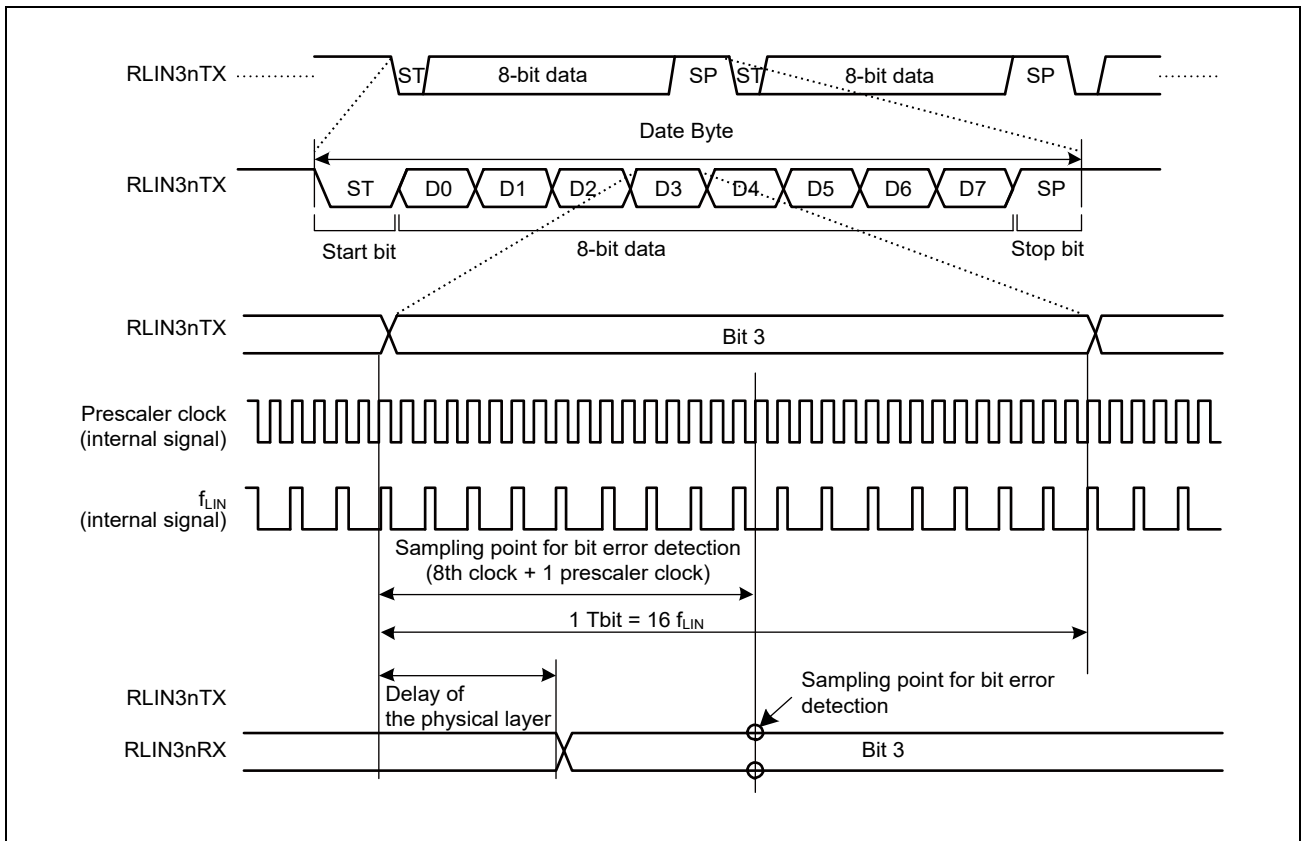 RLIN3nTX
ST 8-bit data SP ST 8-bit data SP
Date Byte
RLIN3nTX
ST D0 D1 D2 D3 D4 D5 D6 D7 SP
Start bit 8-bit data Stop bit
RLIN3nTX
Bit 3
Prescaler clock
(internal signal)
fLIN
(internal signal)
Sampling point for bit error detection
(8th clock + 1 prescaler clock)
1 Tbit = 16 fLIN
RLIN3nTX
Delay of
the physical layer
Sampling point for bit error
detection
RLIN3nRX
Bit 3